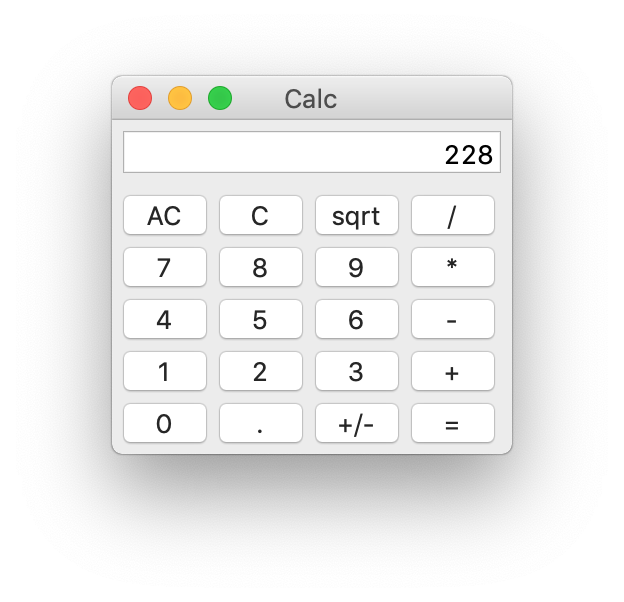 Calc
228
AC C sqrt /
7 8 9 *
4 5 6 -
1 2 3 +
0 . +/- =